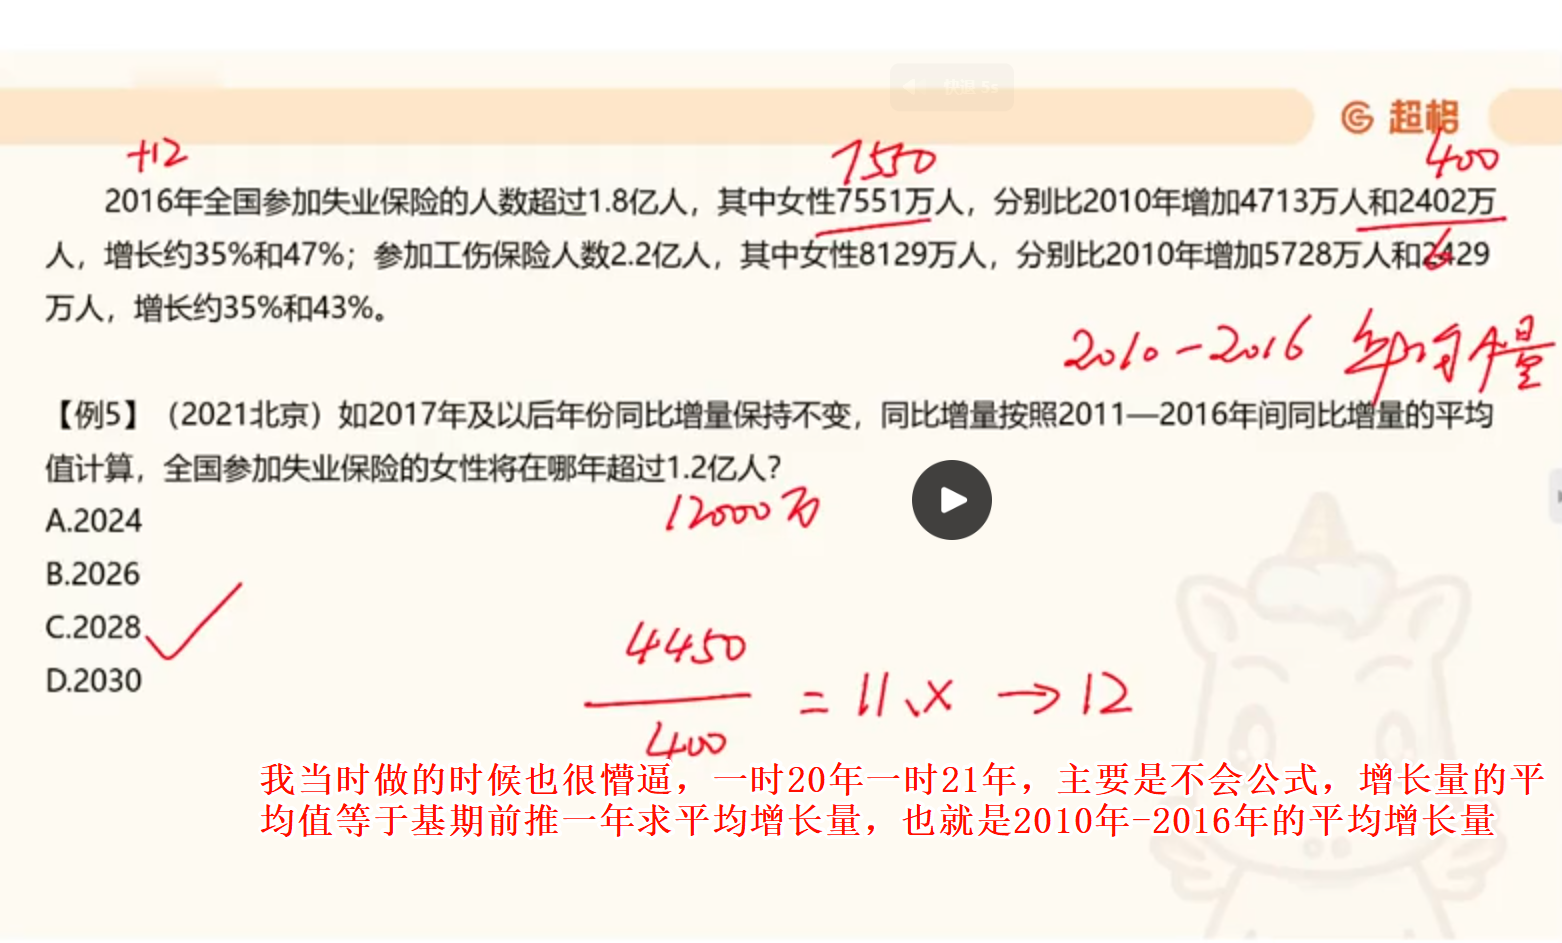 超格
+12
7550
400
2016年全国参加失业保险的人数超过1.8亿人，其中女性7551万人，分别比2010年增加4713万人和2402万
人，增长约35%和47%；参加工伤保险人数2.2亿人，其中女性8129万人，分别比2010年增加5728万人和2429
6
万人，增长约35%和43%。
2010-2016 年均增量
【例5】（2021北京）如2017年及以后年份同比增量保持不变，同比增量按照2011—2016年间同比增量的平均
值计算，全国参加失业保险的女性将在哪年超过1.2亿人？
12000万
A.2024
B.2026
C.2028
D.2030
4450
400
= 11.X → 12
我当时做的时候也很懵逼，一时20年一时21年，主要是不会公式，增长量的平
均值等于基期前推一年求平均增长量，也就是2010年-2016年的平均增长量